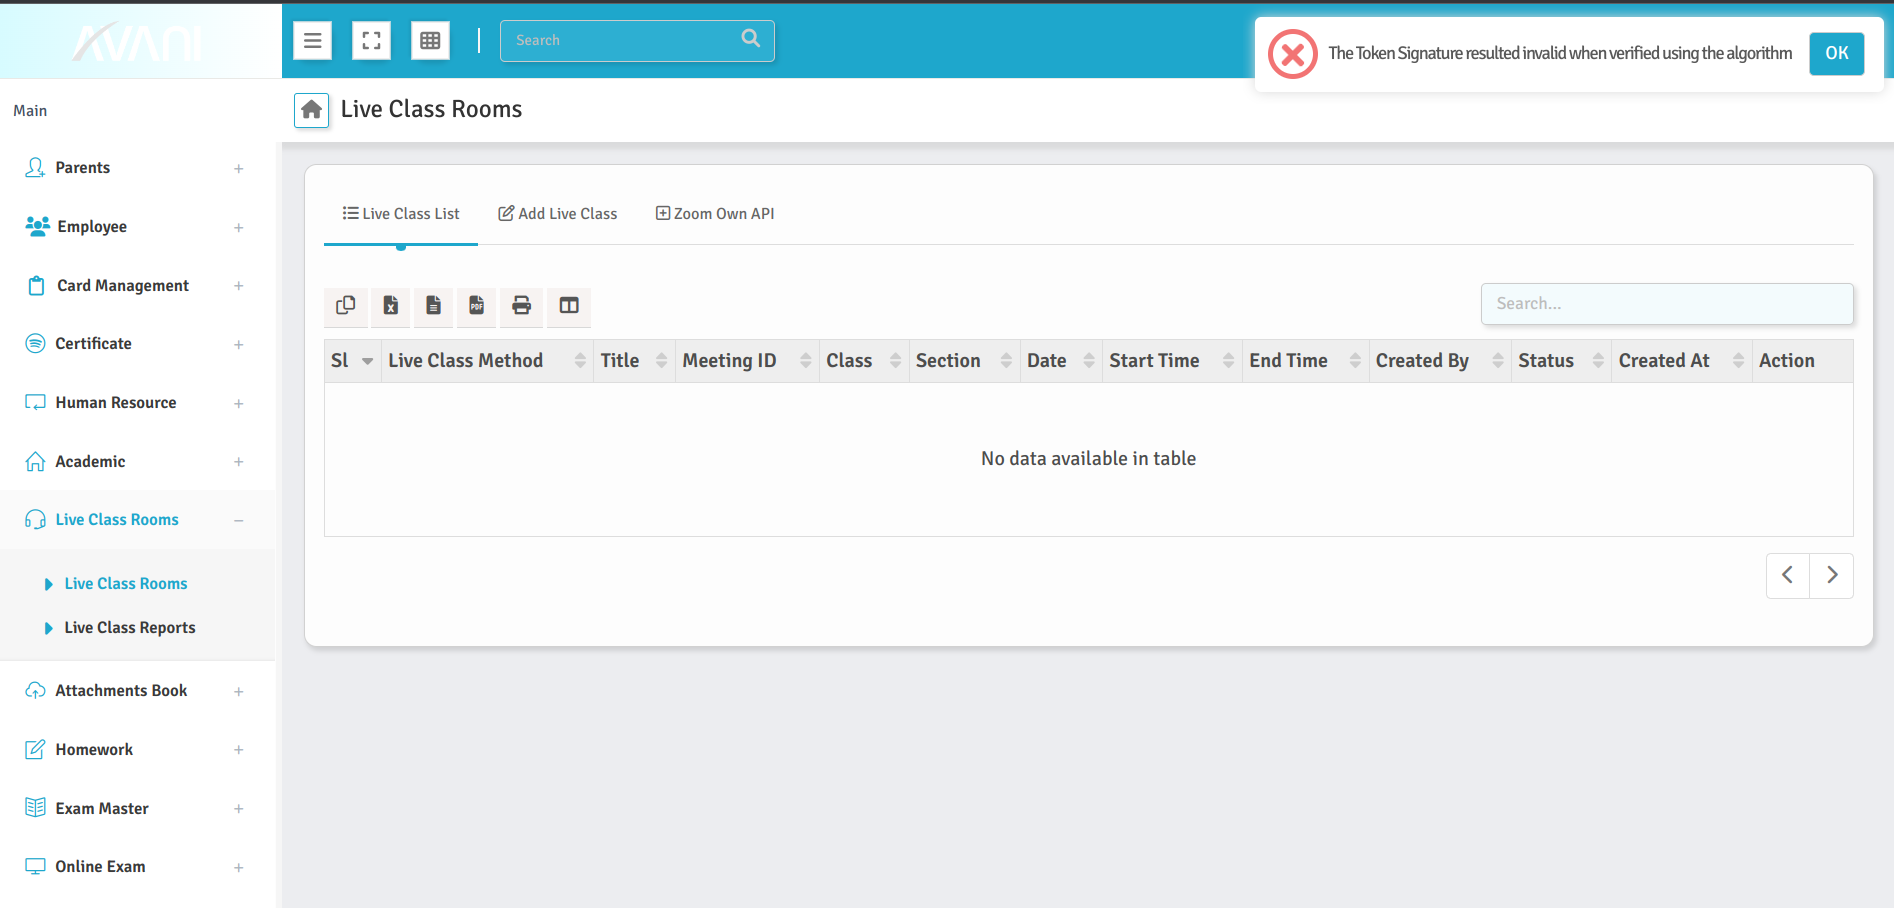 AVANI
Search
The Token Signature resulted invalid when verified using the algorithm
OK
Main
Live Class Rooms
Parents
Employee
Card Management
Certificate
Human Resource
Academic
Live Class Rooms
Live Class Rooms
Live Class Reports
Attachments Book
Homework
Exam Master
Online Exam
Live Class List Add Live Class Zoom Own API
PDF
Search...
Sl Live Class Method Title Meeting ID Class Section Date Start Time End Time Created By Status Created At Action
No data available in table